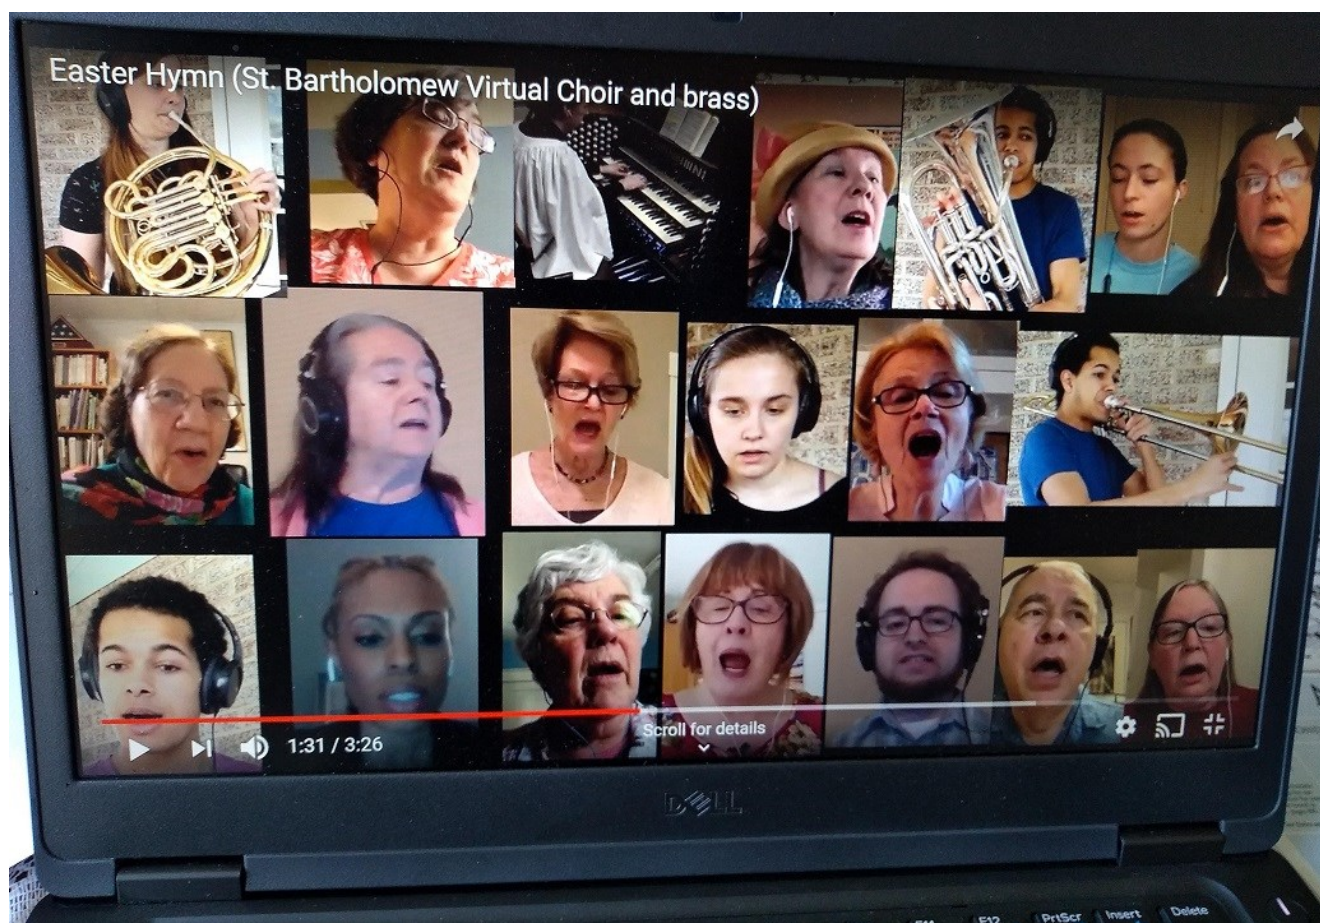 Easter Hymn (St. Bartholomew Virtual Choir and brass)
1:31 / 3:26
Scroll for details
DELL
F12
PrtScr
Insert
Delete